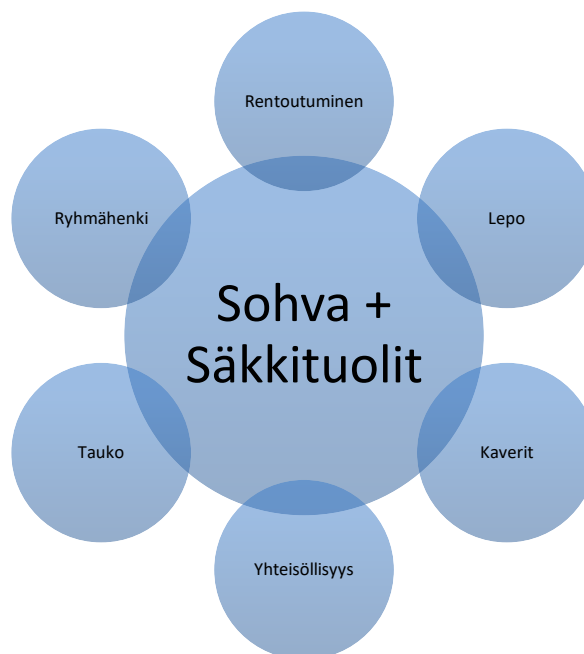 Rentoutuminen
Ryhmähenki
Lepo
Sohva +
Säkkituolit
Tauko
Kaverit
Yhteisöllisyys